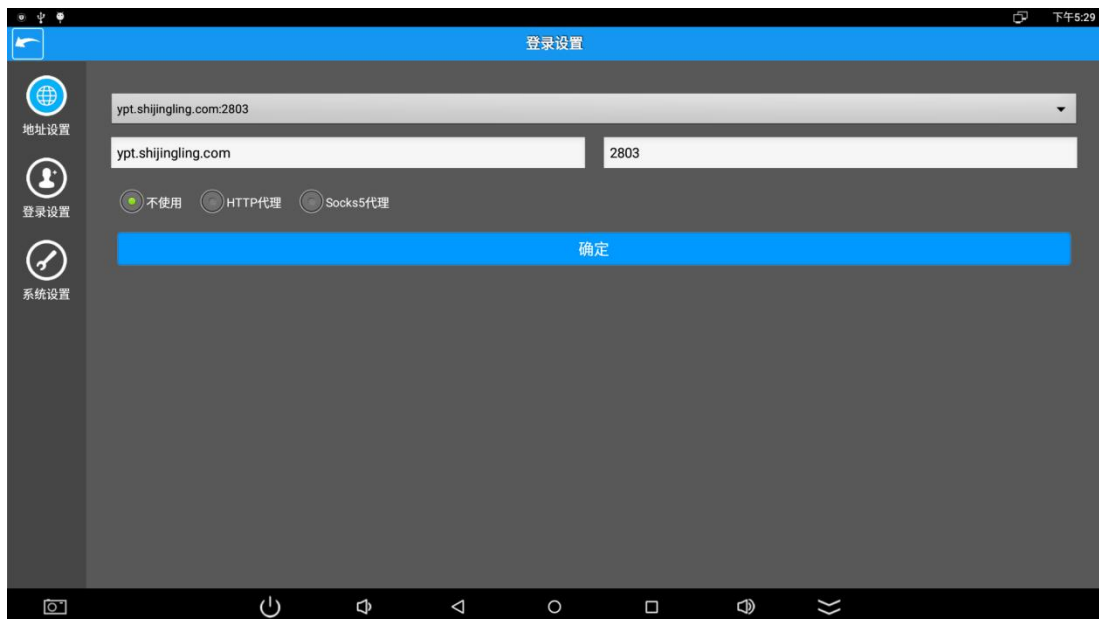 下午5:29
登录设置
地址设置
登录设置
系统设置
ypt.shijingling.com:2803
ypt.shijingling.com 2803
不使用 HTTP代理 Socks5代理
确定